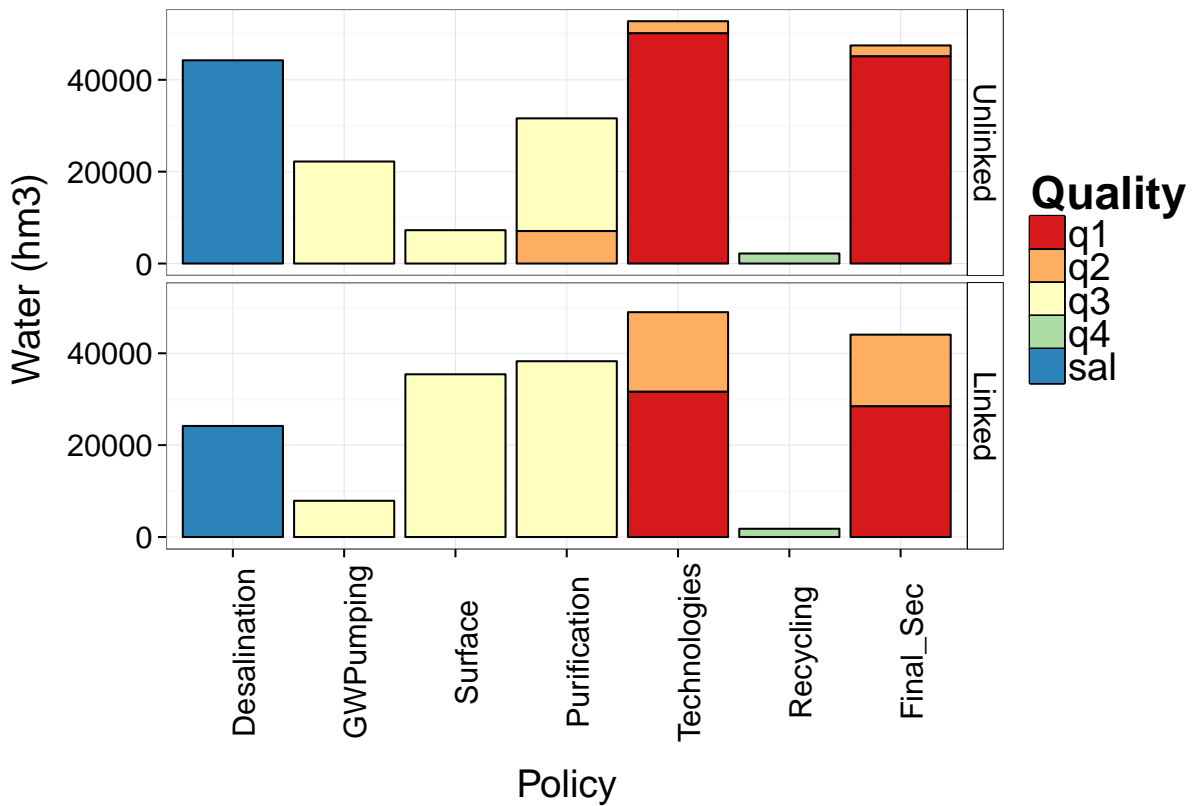 Water (hm3)
40000
20000
0
Unlinked
40000
20000
0
Linked
Desalination
GWPumping
Surface
Purification
Technologies
Recycling
Final_Sec
Policy
Quality
q1
q2
q3
q4
sal